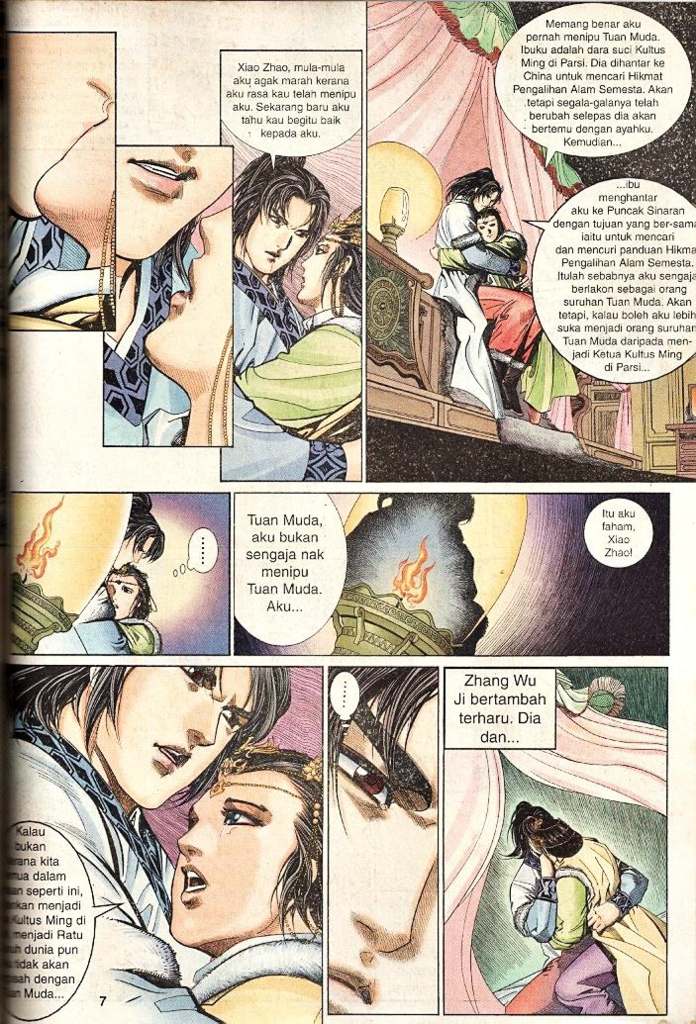 Xiao Zhao, mula-mula
aku agak marah kerana
aku rasa kau telah menipu
aku. Sekarang baru aku
tahu kau begitu baik
kepada aku.
Memang benar aku
pernah menipu Tuan Muda.
Ibuku adalah dara suci Kultus
Ming di Parsi. Dia dihantar ke
China untuk mencari Hikmat
Pengalihan Alam Semesta. Akan
tetapi segala-galanya telah
berubah selepas dia akan
bertemu dengan ayahku.
Kemudian...
...ibu
menghantar
aku ke Puncak Sinaran
dengan tujuan yang ber-sama
iaitu untuk mencari
dan mencuri panduan Hikma
Pengalihan Alam Semesta.
Itulah sebabnya aku sengaja
berlakon sebagai orang
suruhan Tuan Muda. Akan
tetapi, kalau boleh aku lebih
suka menjadi orang suruhan
Tuan Muda daripada men-
jadi Ketua Kultus Ming
di Parsi...
......
Tuan Muda,
aku bukan
sengaja nak
menipu
Tuan Muda.
Aku...
Itu aku
faham,
Xiao
Zhao!
Kalau
bukan
kita
dalam
seperti ini,
menjadi
Kultus Ming di
menjadi Ratu
dunia pun
tidak akan
dengan
Muda...
......
Zhang Wu
Ji bertambah
terharu. Dia
dan...
7